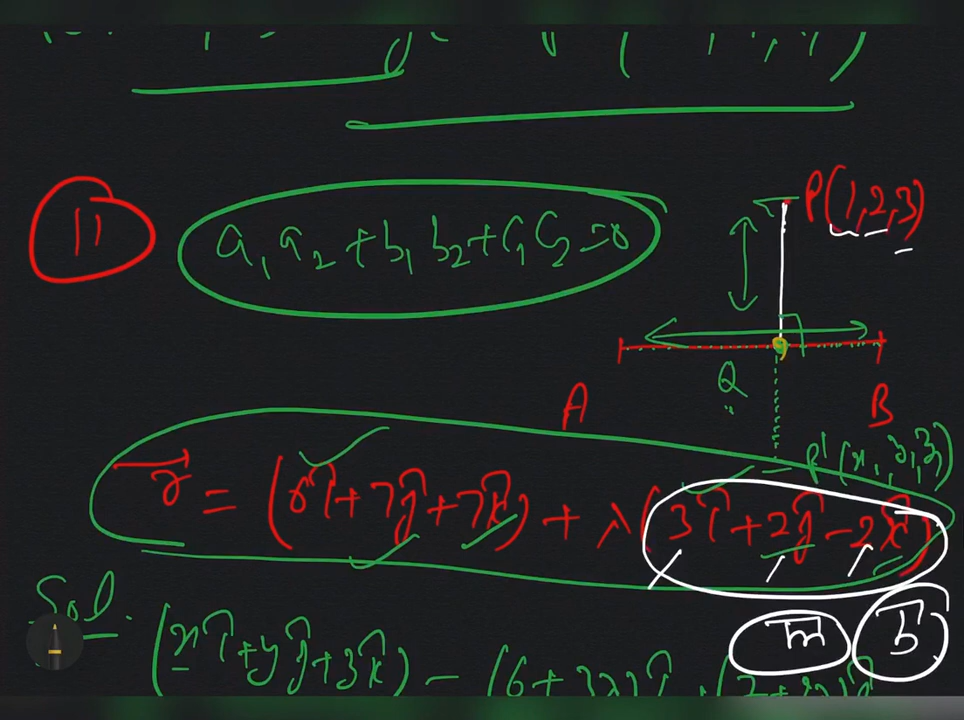 11
a₁a₂ + b₁b₂ + c₁c₂ = 0
P(1,2,3)
Q
A B
P'(x, y, z)
r⃗ = (6î + 7ĵ + 7k̂) + λ(3î + 2ĵ - 2k̂)
Sol.
m⃗ b⃗
(xî + yĵ + zk̂) - (6 + 3λ)î